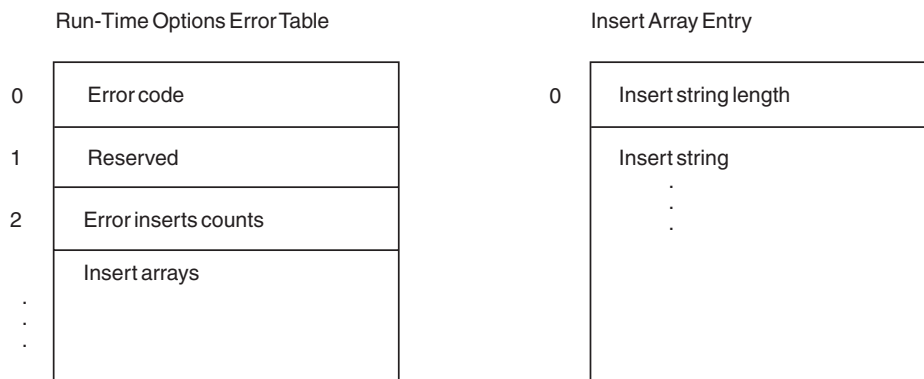 Run-Time Options Error Table
0 Error code
1 Reserved
2 Error inserts counts
Insert arrays
.
.
.
Insert Array Entry
0 Insert string length
Insert string
.
.
.